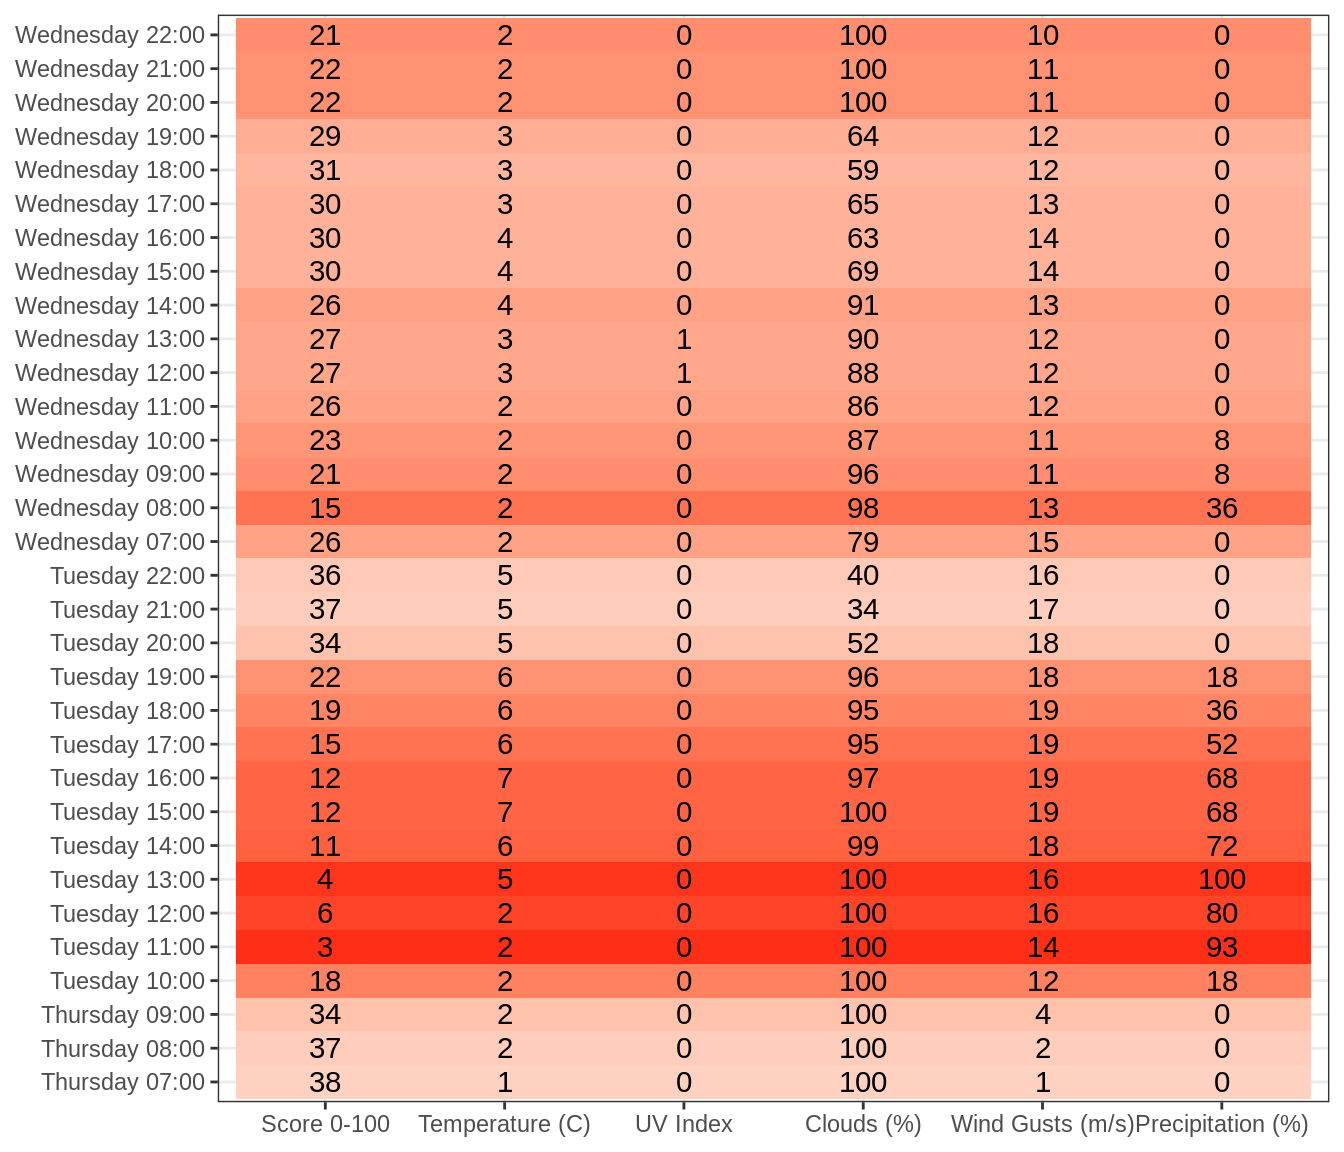 Wednesday 22:00 21 2 0 100 10 0
Wednesday 21:00 22 2 0 100 11 0
Wednesday 20:00 22 2 0 100 11 0
Wednesday 19:00 29 3 0 64 12 0
Wednesday 18:00 31 3 0 59 12 0
Wednesday 17:00 30 3 0 65 13 0
Wednesday 16:00 30 4 0 63 14 0
Wednesday 15:00 30 4 0 69 14 0
Wednesday 14:00 26 4 0 91 13 0
Wednesday 13:00 27 3 1 90 12 0
Wednesday 12:00 27 3 1 88 12 0
Wednesday 11:00 26 2 0 86 12 0
Wednesday 10:00 23 2 0 87 11 8
Wednesday 09:00 21 2 0 96 11 8
Wednesday 08:00 15 2 0 98 13 36
Wednesday 07:00 26 2 0 79 15 0
Tuesday 22:00 36 5 0 40 16 0
Tuesday 21:00 37 5 0 34 17 0
Tuesday 20:00 34 5 0 52 18 0
Tuesday 19:00 22 6 0 96 18 18
Tuesday 18:00 19 6 0 95 19 36
Tuesday 17:00 15 6 0 95 19 52
Tuesday 16:00 12 7 0 97 19 68
Tuesday 15:00 12 7 0 100 19 68
Tuesday 14:00 11 6 0 99 18 72
Tuesday 13:00 4 5 0 100 16 100
Tuesday 12:00 6 2 0 100 16 80
Tuesday 11:00 3 2 0 100 14 93
Tuesday 10:00 18 2 0 100 12 18
Thursday 09:00 34 2 0 100 4 0
Thursday 08:00 37 2 0 100 2 0
Thursday 07:00 38 1 0 100 1 0
Score 0-100 Temperature (C) UV Index Clouds (%) Wind Gusts (m/s) Precipitation (%)